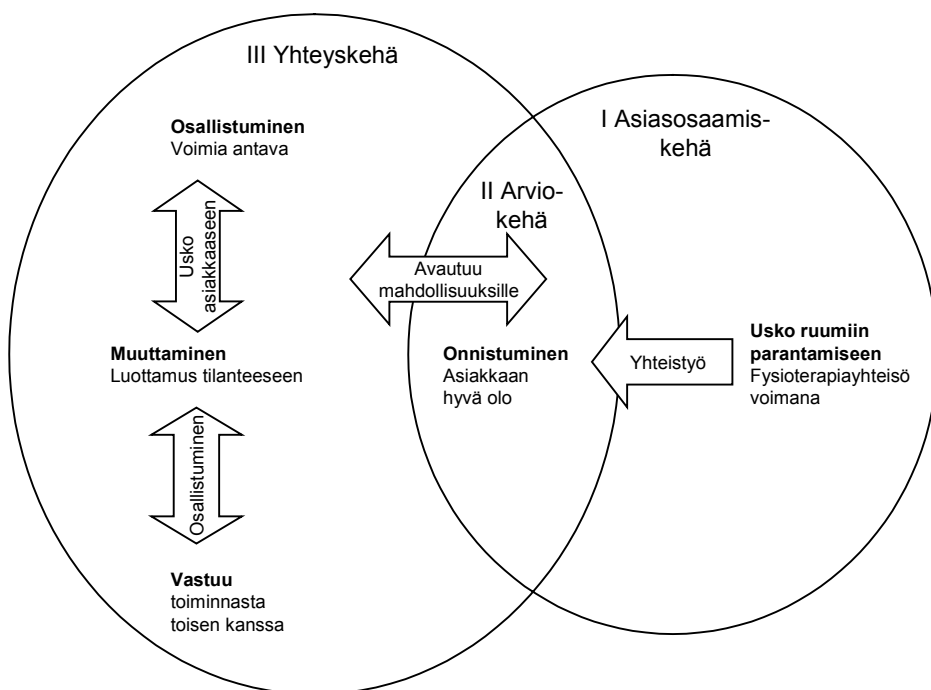 III Yhteyskehä
Osallistuminen
Voimia antava
Usko
asiakkaaseen
Muuttaminen
Luottamus tilanteeseen
Osallistuminen
Vastuu
toiminnasta
toisen kanssa
Avautuu
mahdollisuuksille
II Arvio-
kehä
Onnistuminen
Asiakkaan
hyvä olo
I Asiasosaamis-
kehä
Yhteistyö
Usko ruumiin
parantamiseen
Fysioterapiayhteisö
voimana